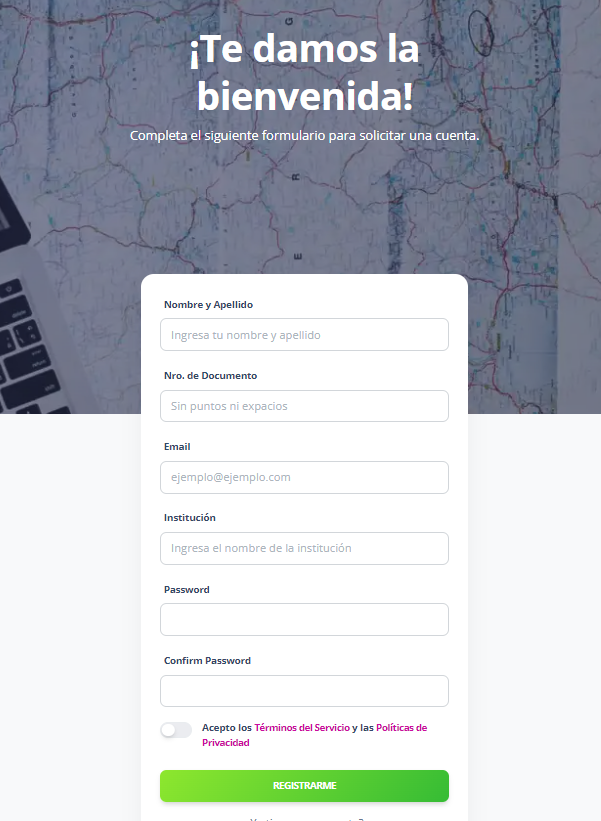 ¡Te damos la
bienvenida!
Completa el siguiente formulario para solicitar una cuenta.
G
R
E
Nombre y Apellido
Ingresa tu nombre y apellido
Nro. de Documento
Sin puntos ni expacios
Email
ejemplo@ejemplo.com
Institución
Ingresa el nombre de la institución
Password
Confirm Password
Acepto los Términos del Servicio y las Políticas de
Privacidad
REGISTRARME